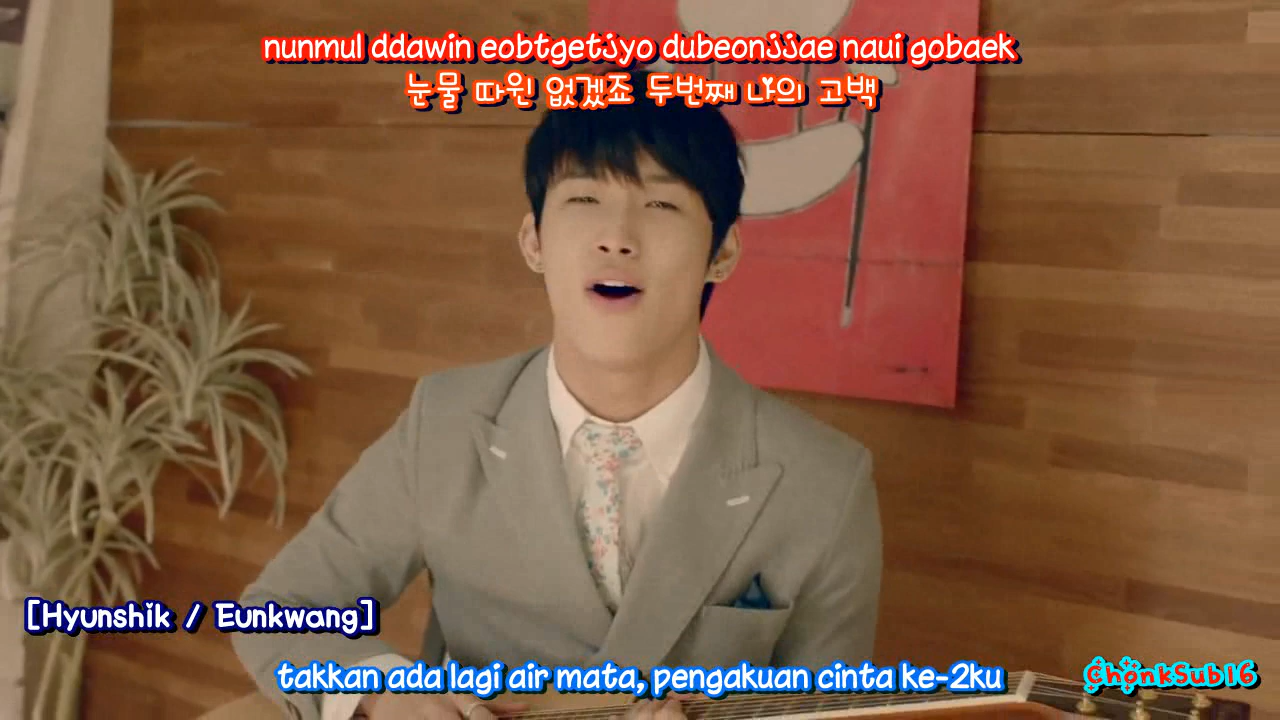 nunmul ddawin eobtgetjyo dubeonjjae naui gobaek
눈물 따윈 없겠죠 두번째 나의 고백
[Hyunshik / Eunkwang]
takkan ada lagi air mata, pengakuan cinta ke-2ku
ChonkSub16